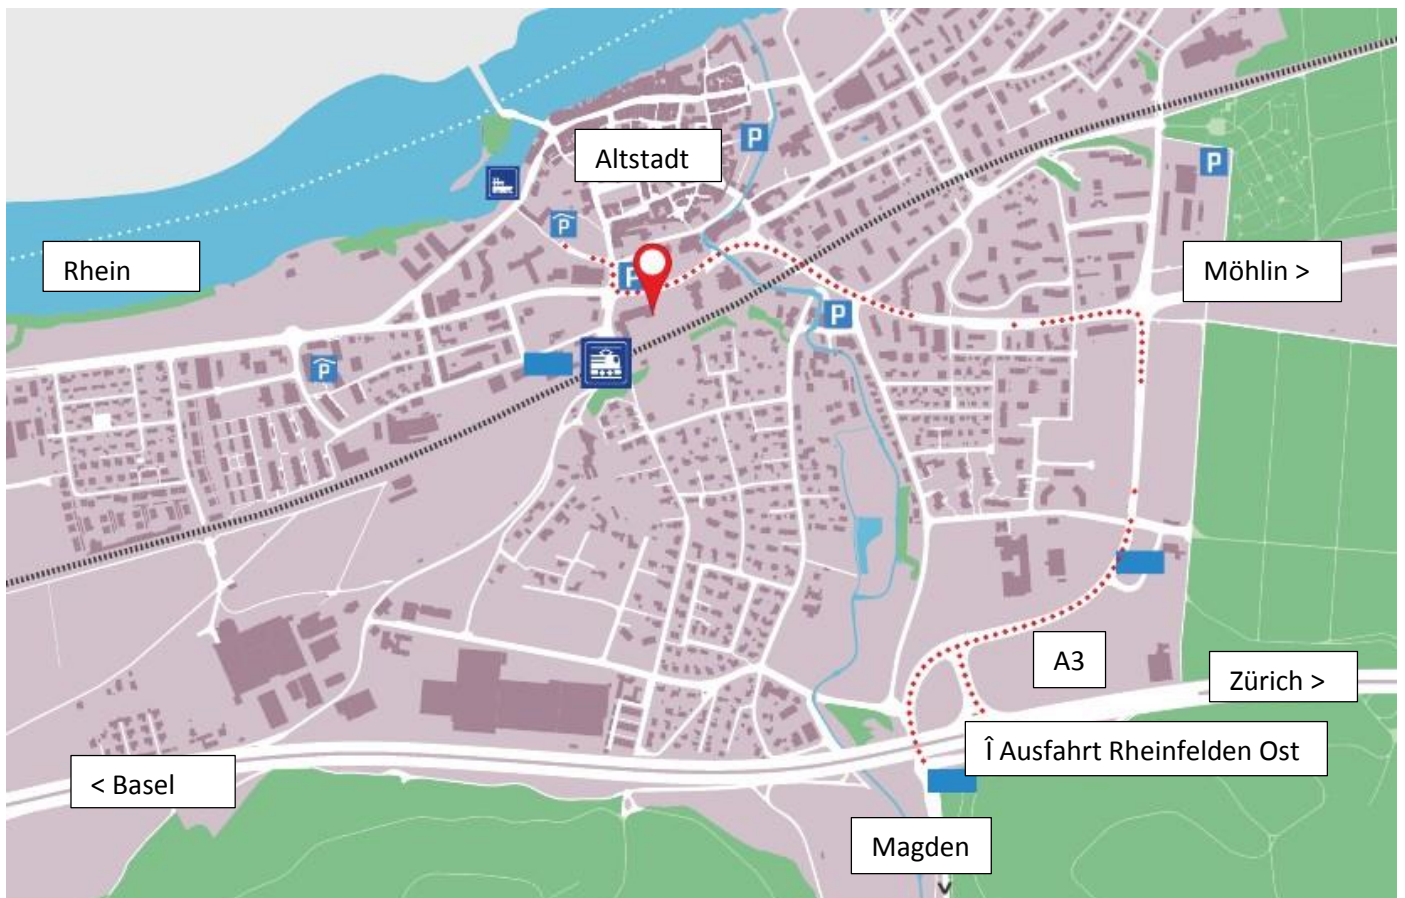 Altstadt
P
P
P
Rhein
Möhlin >
P
P
P
A3
Zürich >
Î Ausfahrt Rheinfelden Ost
< Basel
Magden
>